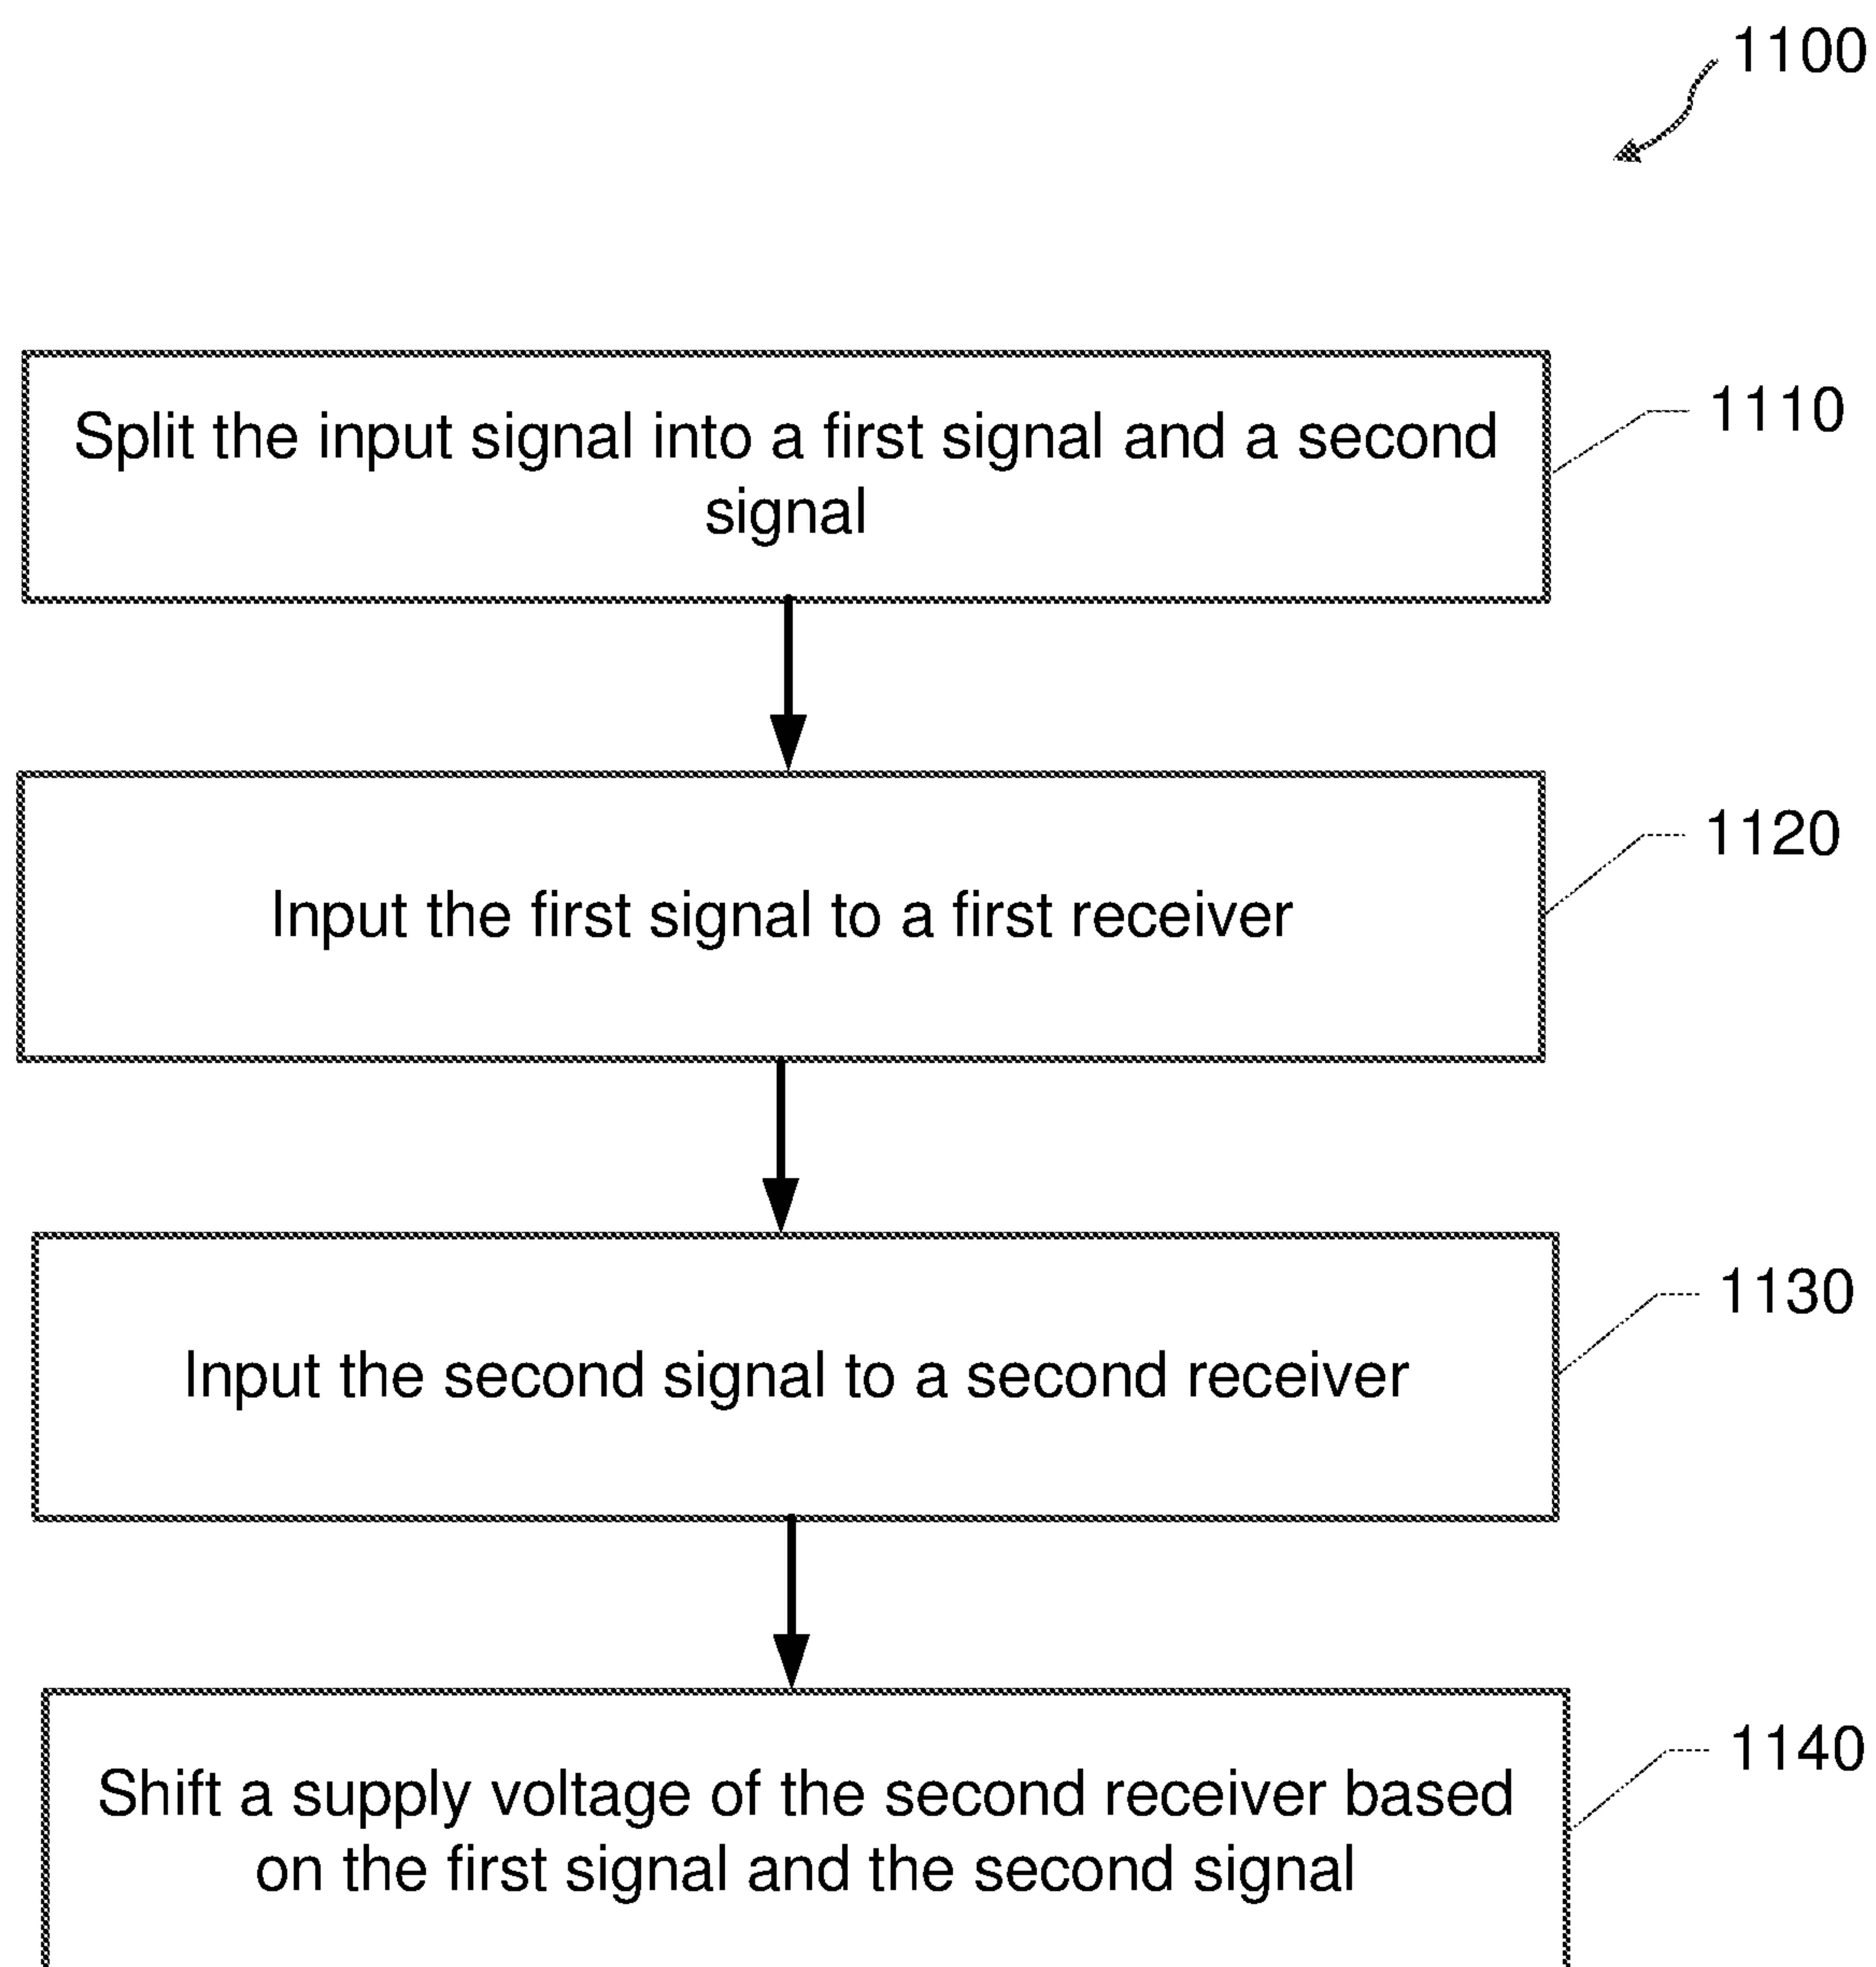 1100
Split the input signal into a first signal and a second
signal
1110
Input the first signal to a first receiver
1120
Input the second signal to a second receiver
1130
Shift a supply voltage of the second receiver based
on the first signal and the second signal
1140